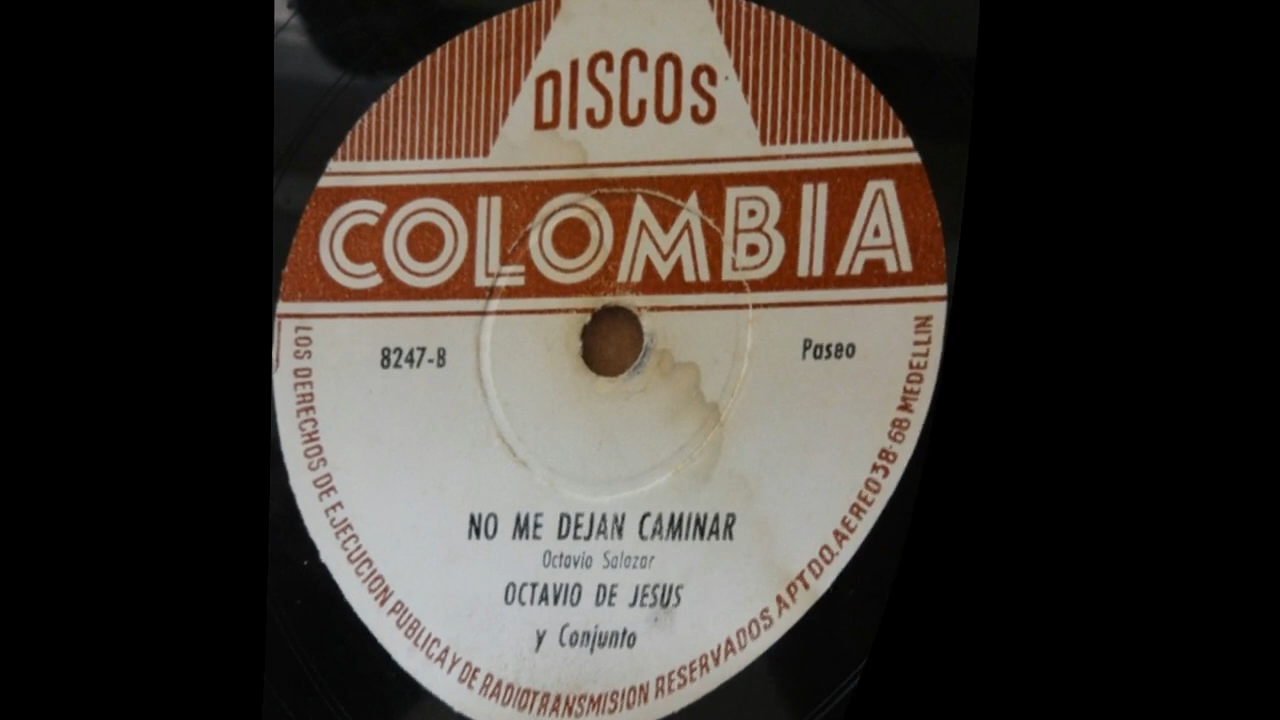 DISCOS
COLOMBIA
8247-B
Paseo
NO ME DEJAN CAMINAR
Octavio Salazar
OCTAVIO DE JESUS
y Conjunto
LOS DERECHOS DE EJECUCION PUBLICA Y DE RADIOTRANSMISION RESERVADOS APTDO. AEREO 38-68 MEDELLIN